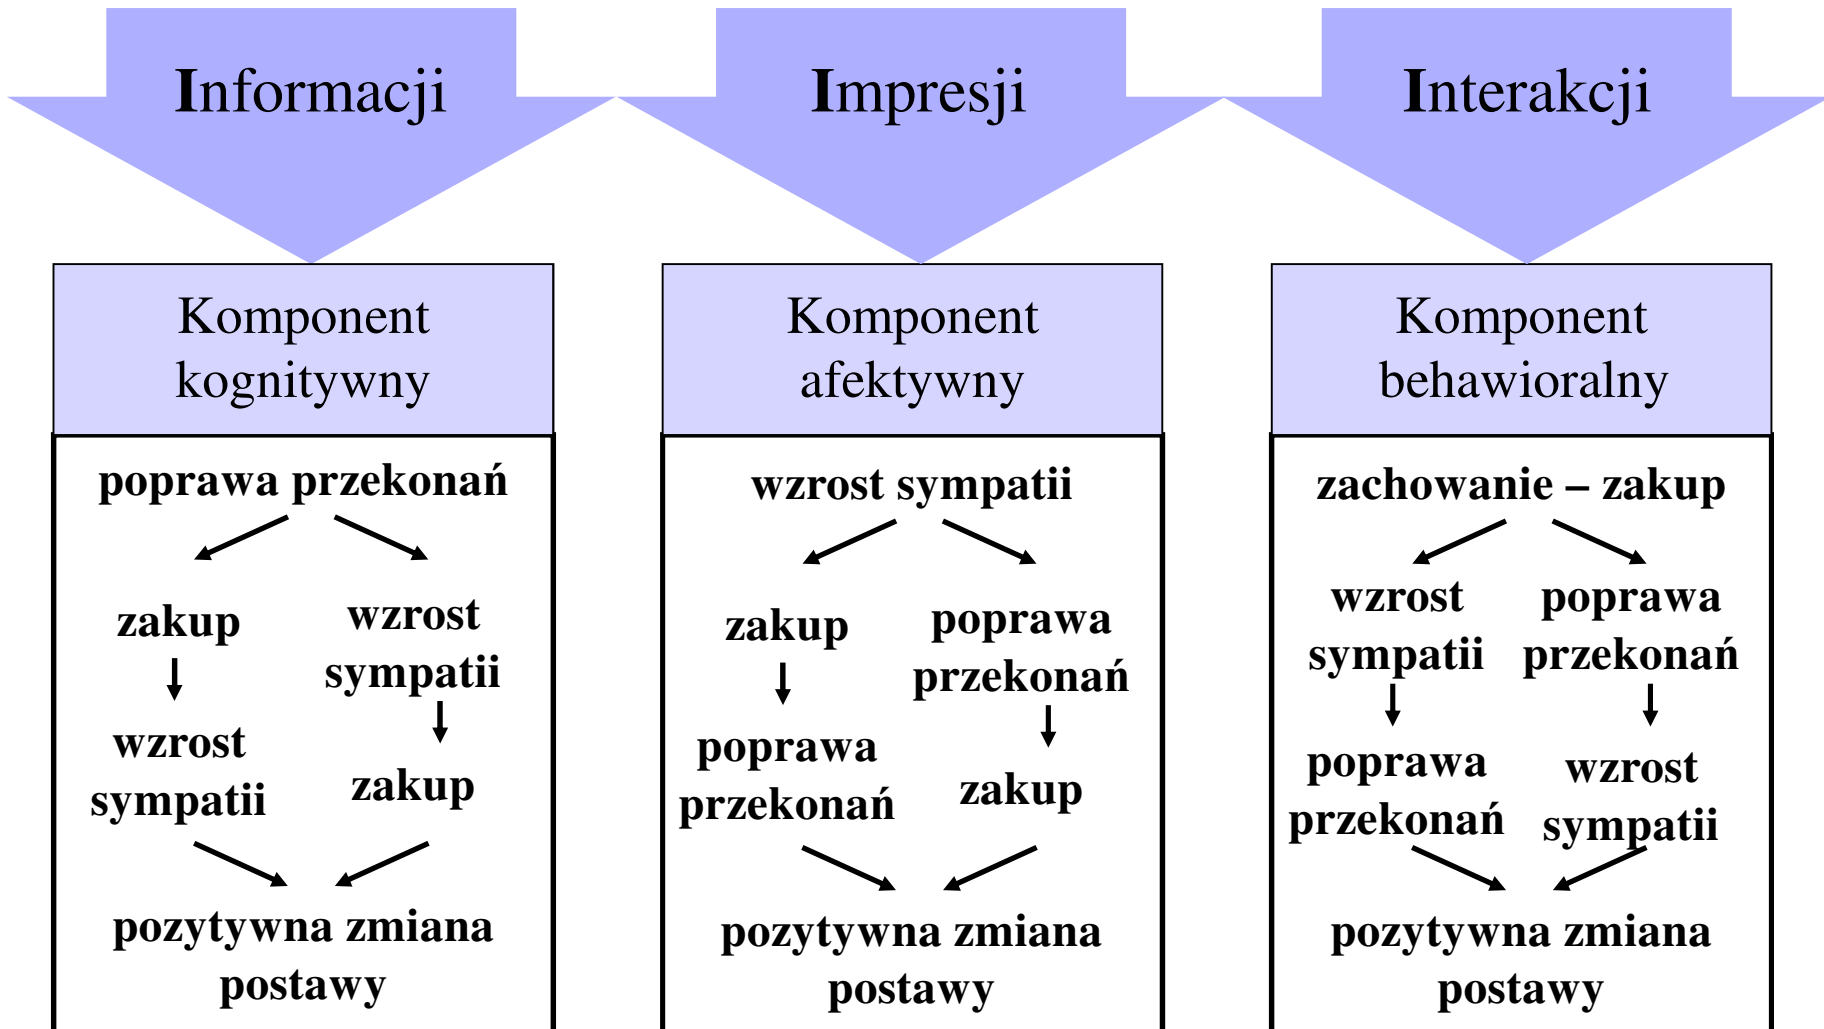 Informacji
Komponent
kognitywny
poprawa przekonań
zakup
wzrost
sympatii
wzrost
sympatii
zakup
pozytywna zmiana
postawy
Impresji
Komponent
afektywny
wzrost sympatii
zakup
poprawa
przekonań
poprawa
przekonań
zakup
pozytywna zmiana
postawy
Interakcji
Komponent
behawioralny
zachowanie – zakup
wzrost
sympatii
poprawa
przekonań
poprawa
przekonań
wzrost
sympatii
pozytywna zmiana
postawy